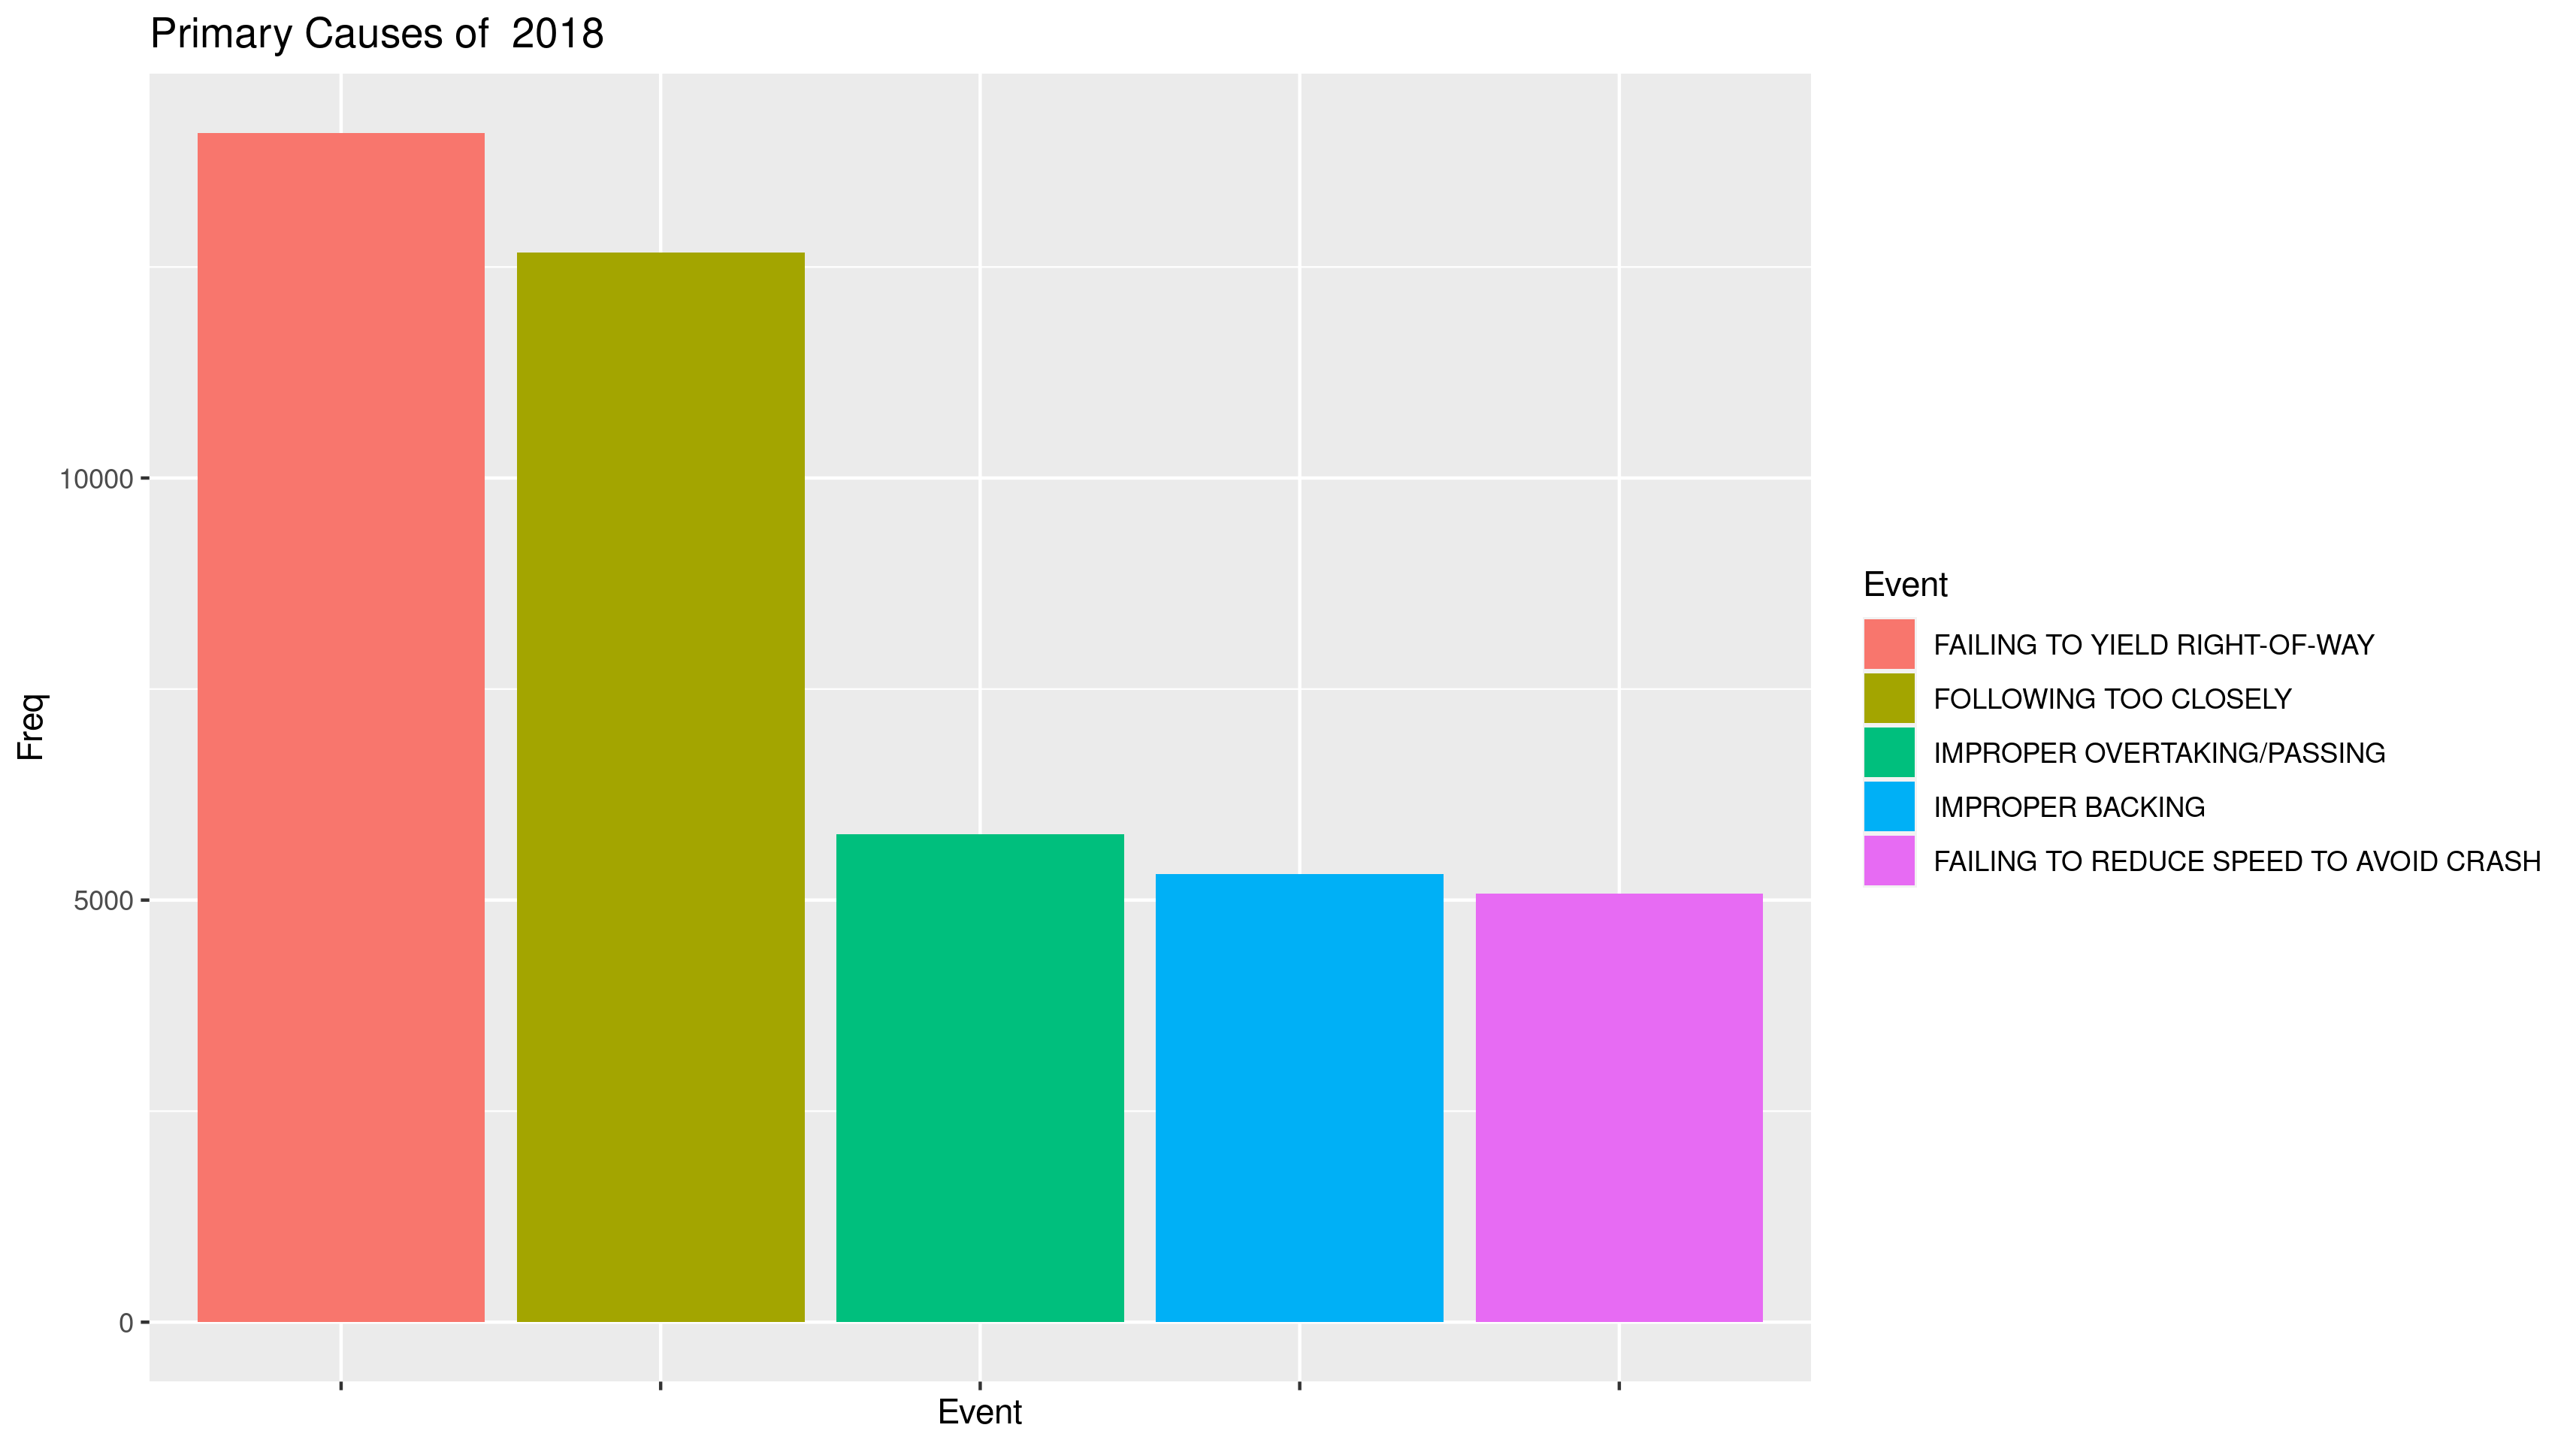 Primary Causes of  2018
Freq
10000
5000
0
Event
Event
FAILING TO YIELD RIGHT-OF-WAY
FOLLOWING TOO CLOSELY
IMPROPER OVERTAKING/PASSING
IMPROPER BACKING
FAILING TO REDUCE SPEED TO AVOID CRASH